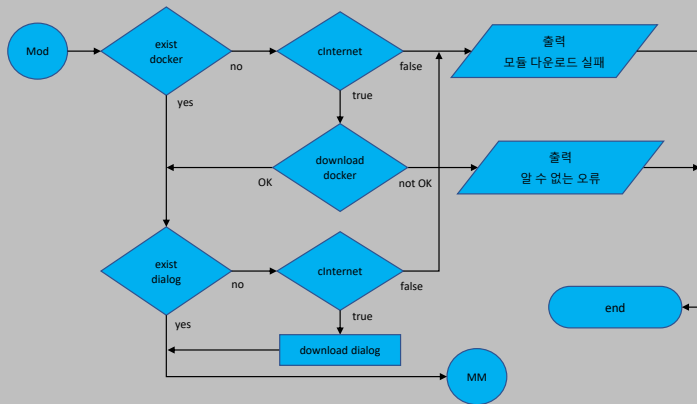 Mod
exist
docker
no
yes
cInternet
false
true
출력
모듈 다운로드 실패
download
docker
OK
not OK
출력
알 수 없는 오류
exist
dialog
no
yes
cInternet
false
true
end
download dialog
MM